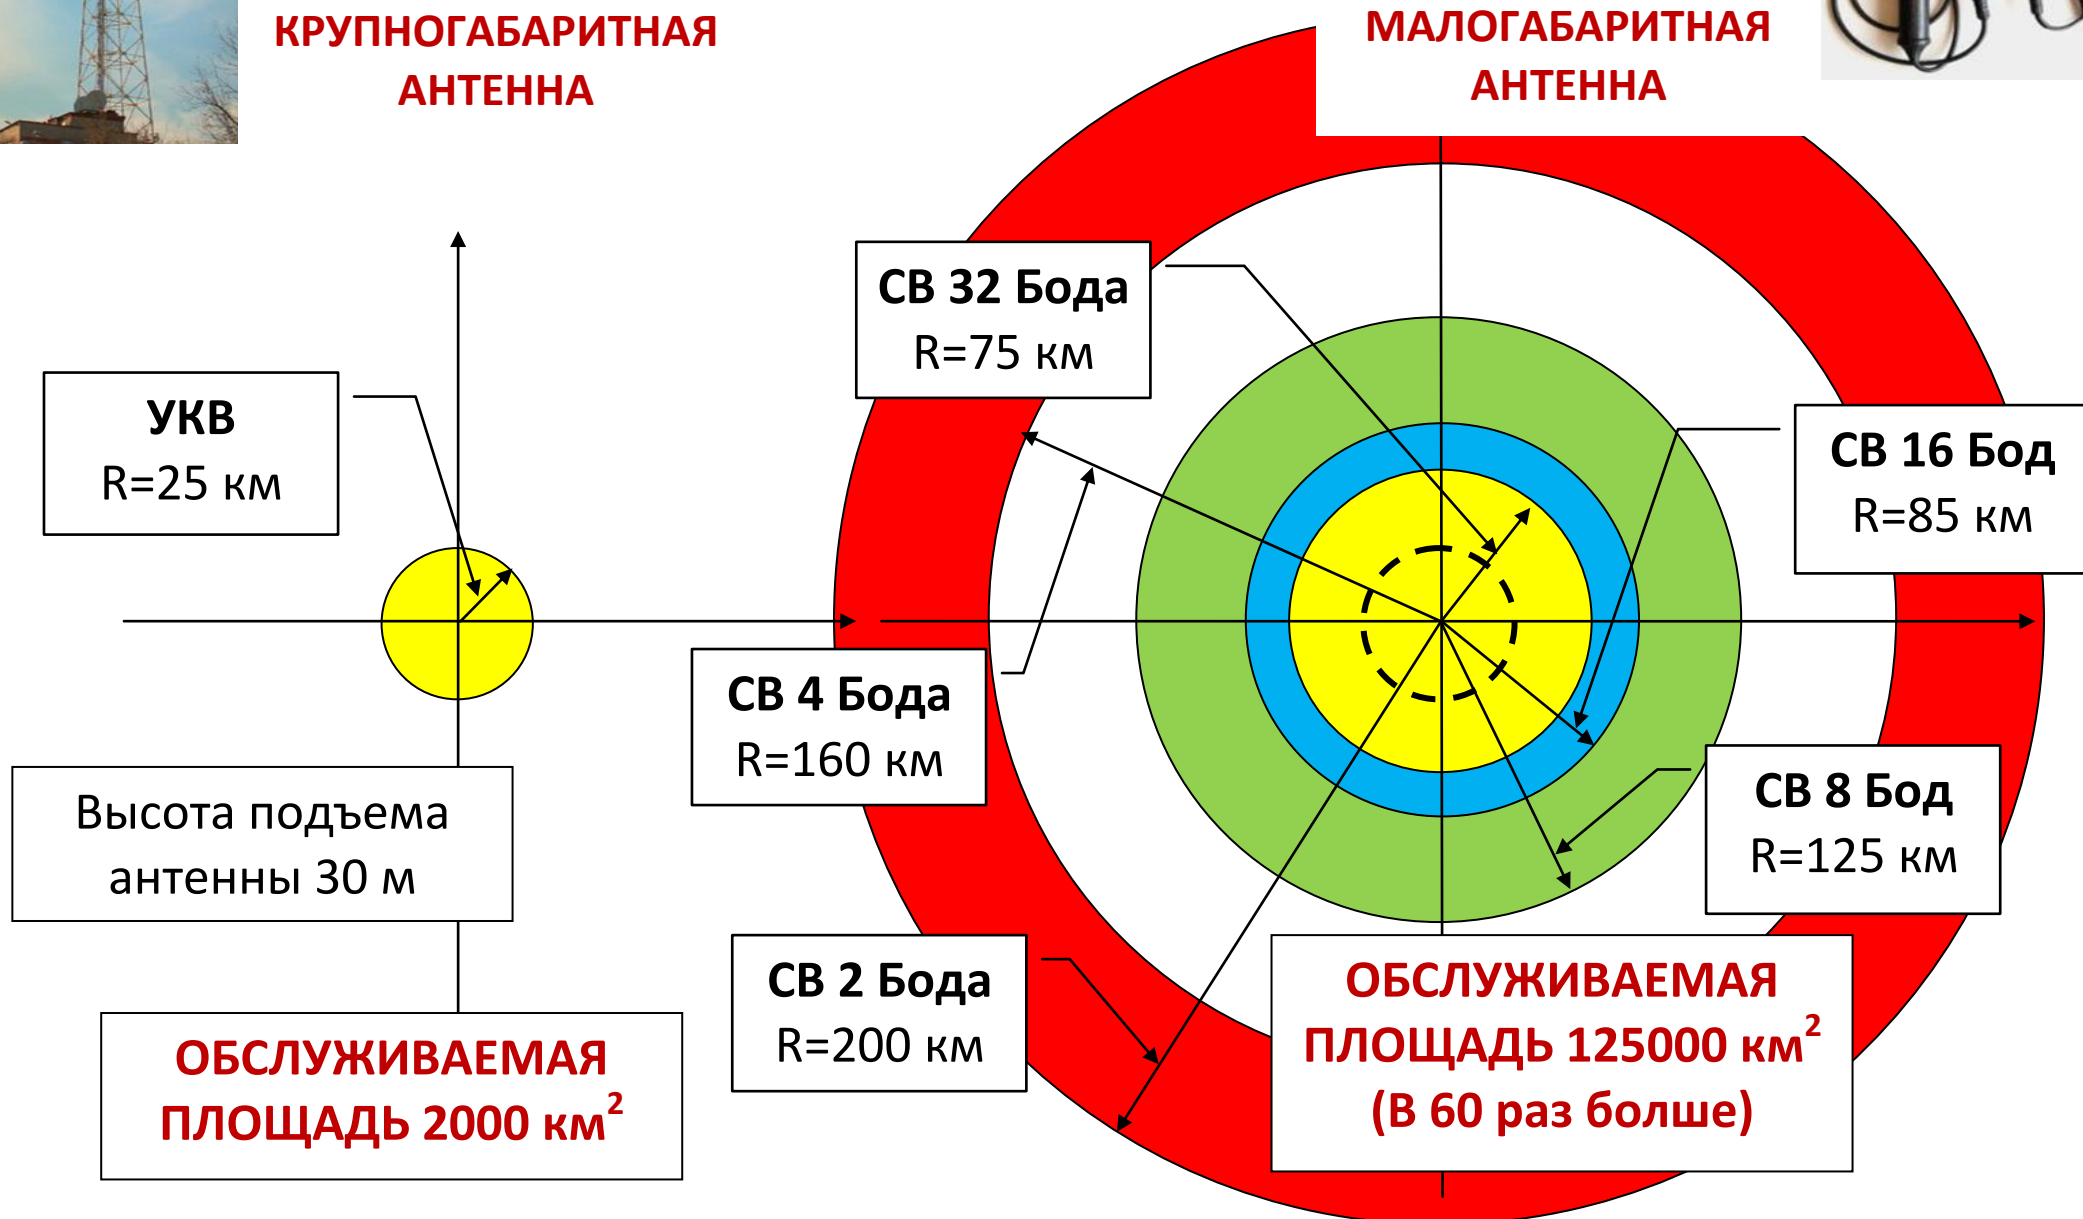 КРУПНОГАБАРИТНАЯ
АНТЕННА
МАЛОГАБАРИТНАЯ
АНТЕННА
СВ 32 Бода
R=75 км
УКВ
R=25 км
СВ 16 Бод
R=85 км
СВ 4 Бода
R=160 км
СВ 8 Бод
R=125 км
Высота подъема
антенны 30 м
СВ 2 Бода
R=200 км
ОБСЛУЖИВАЕМАЯ
ПЛОЩАДЬ 125000 км²
(В 60 раз болше)
ОБСЛУЖИВАЕМАЯ
ПЛОЩАДЬ 2000 км²